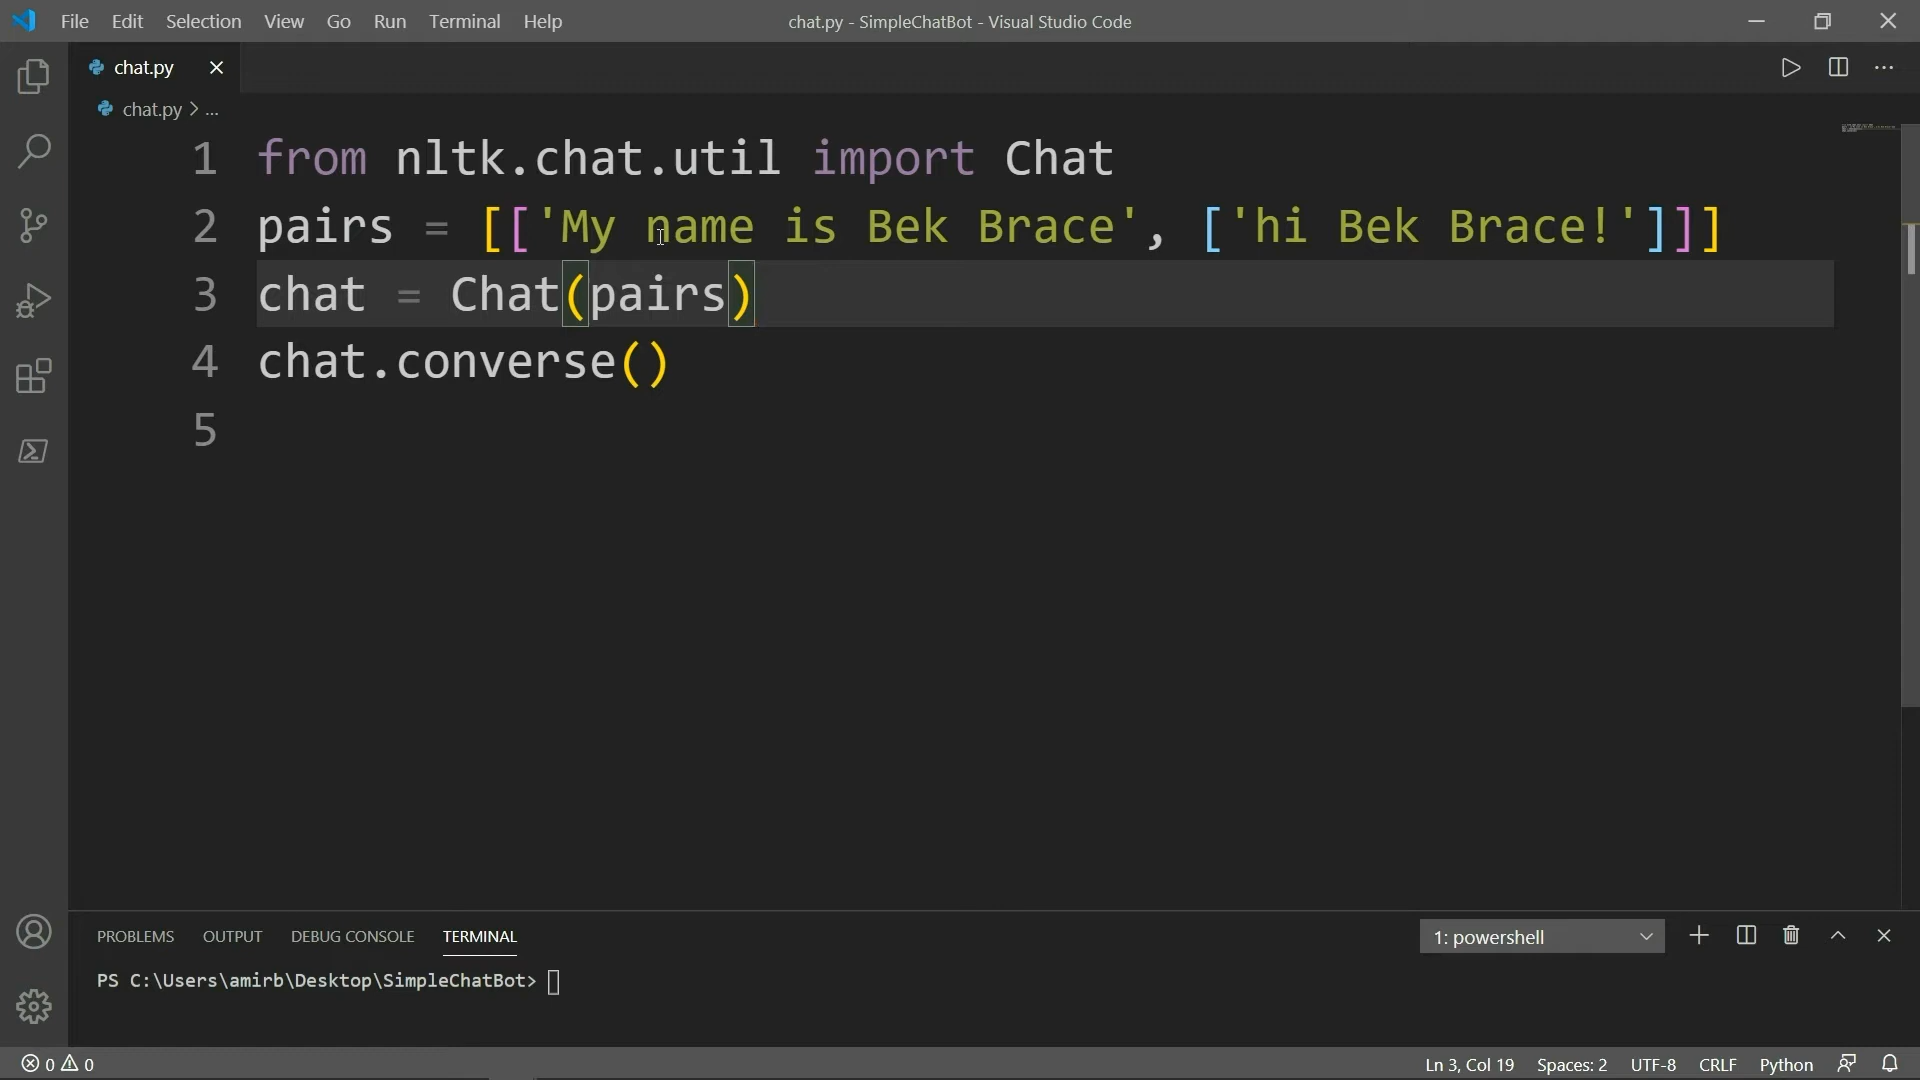 File Edit Selection View Go Run Terminal Help chat.py - SimpleChatBot - Visual Studio Code
chat.py
chat.py > ...
1 from nltk.chat.util import Chat
2 pairs = [['My name is Bek Brace', ['hi Bek Brace!']]]
3 chat = Chat(pairs)
4 chat.converse()
5
PROBLEMS OUTPUT DEBUG CONSOLE TERMINAL 1: powershell
PS C:\Users\amirb\Desktop\SimpleChatBot>
0 0 Ln 3, Col 19 Spaces: 2 UTF-8 CRLF Python